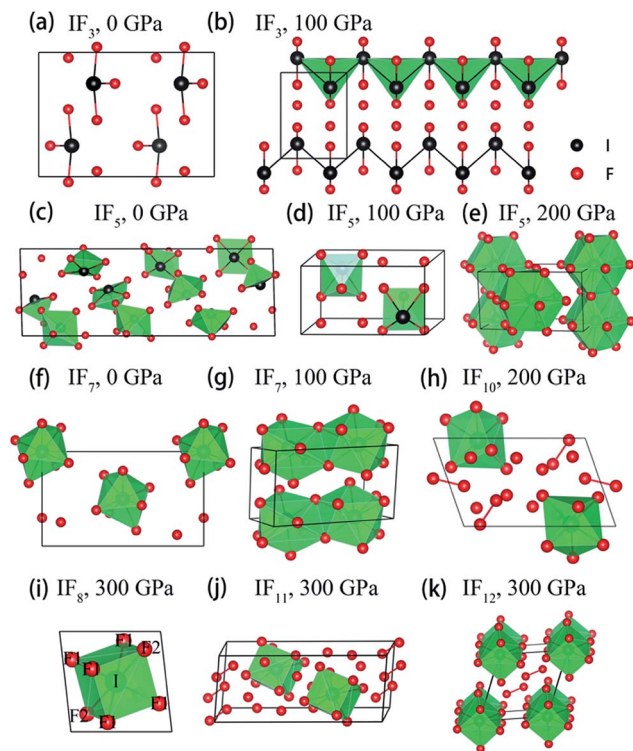 (a) IF3, 0 GPa
(b) IF3, 100 GPa
I
F
(c) IF5, 0 GPa
(d) IF5, 100 GPa
(e) IF5, 200 GPa
(f) IF7, 0 GPa
(g) IF7, 100 GPa
(h) IF10, 200 GPa
(i) IF8, 300 GPa
(j) IF11, 300 GPa
(k) IF12, 300 GPa
F1
F2
F1
F1
I
F1
F2
F1